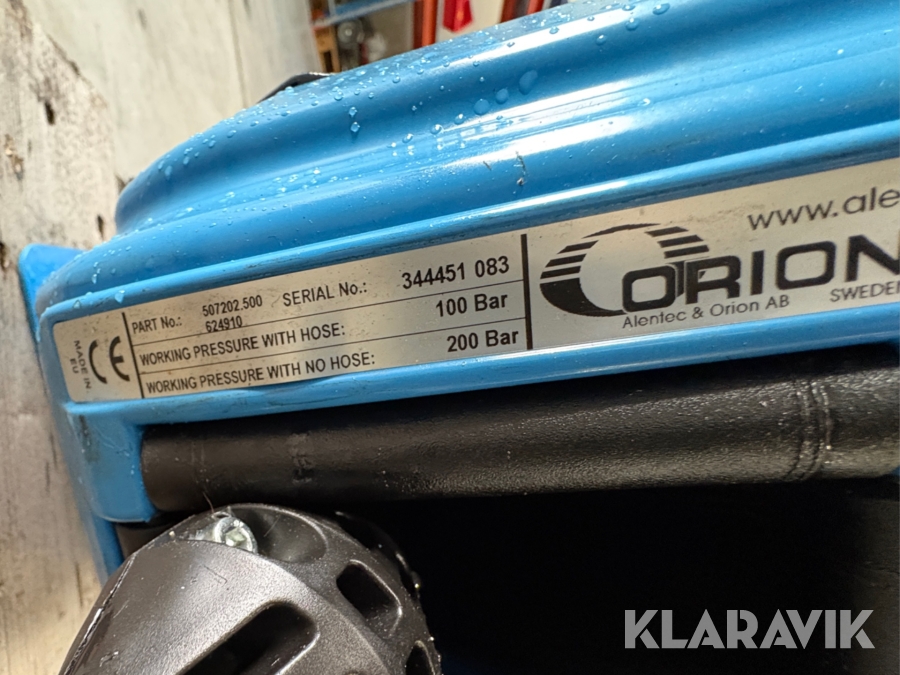 www.ale
ORION
Alentec & Orion AB SWEDEN
MADE IN EU
CE
PART No.: 507202.500 SERIAL No.: 344451 083
624910
WORKING PRESSURE WITH HOSE: 100 Bar
WORKING PRESSURE WITH NO HOSE: 200 Bar
KLARAVIK